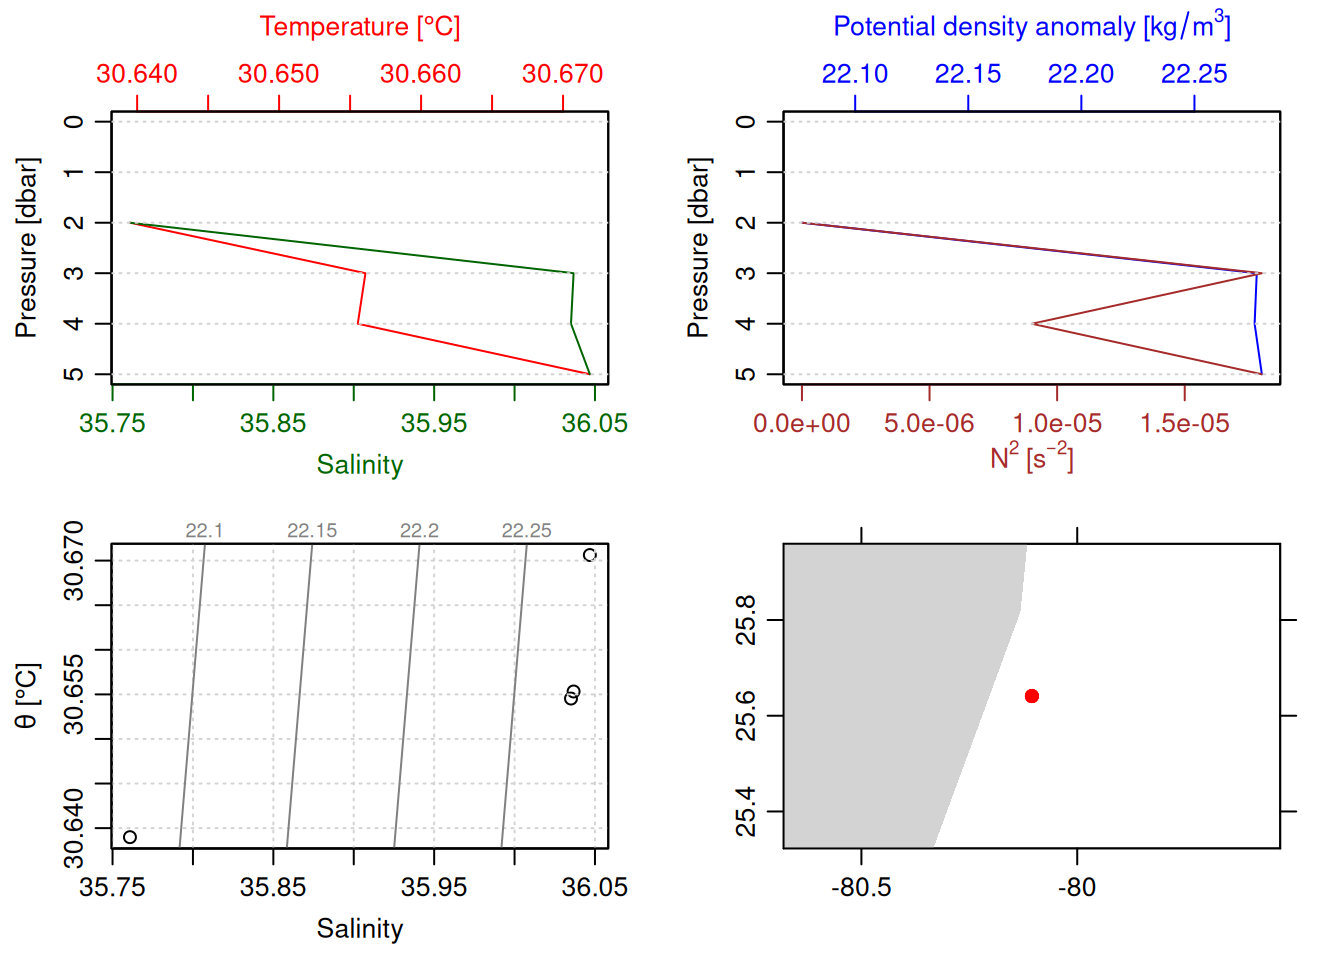 Temperature [°C]
30.640 30.650 30.660 30.670
Pressure [dbar]
0
1
2
3
4
5
35.75 35.85 35.95 36.05
Salinity
Potential density anomaly [kg/m³]
22.10 22.15 22.20 22.25
Pressure [dbar]
0
1
2
3
4
5
0.0e+00 5.0e-06 1.0e-05 1.5e-05
N² [s⁻²]
22.1 22.15 22.2 22.25
θ [°C]
30.670
30.655
30.640
35.75 35.85 35.95 36.05
Salinity
25.8
25.6
25.4
-80.5 -80